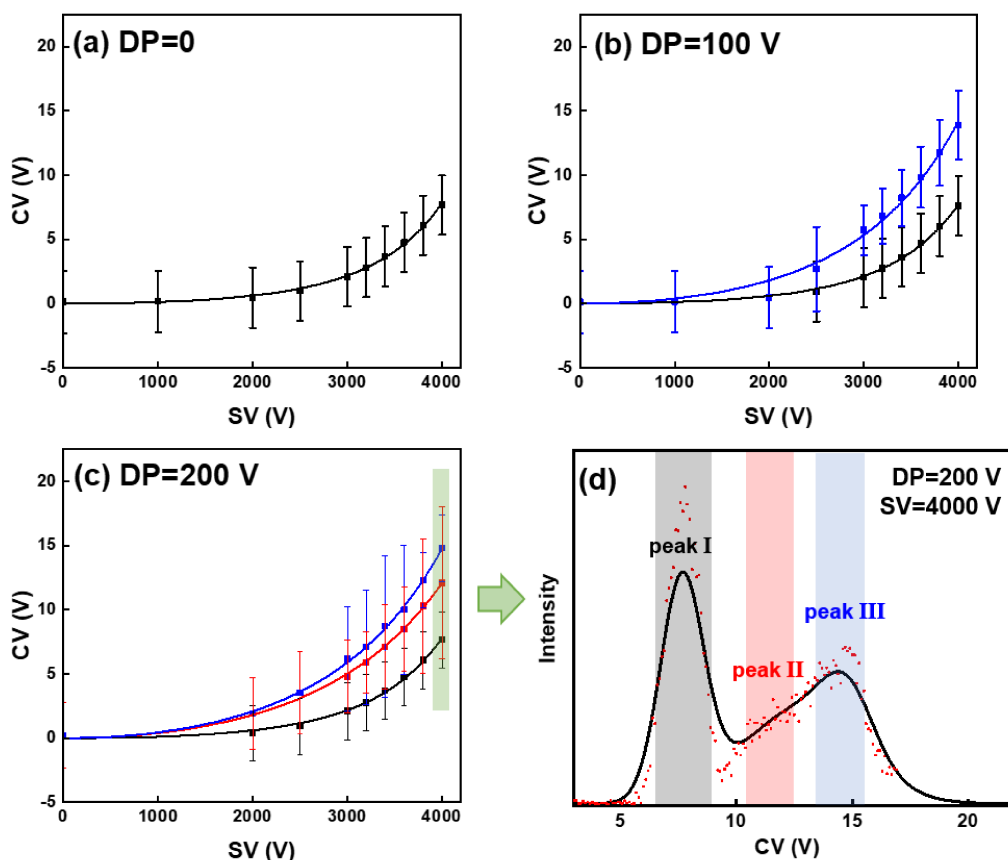 (a) DP=0
20
15
10
5
0
-5
CV (V)
0 1000 2000 3000 4000
SV (V)
(b) DP=100 V
20
15
10
5
0
-5
CV (V)
0 1000 2000 3000 4000
SV (V)
(c) DP=200 V
20
15
10
5
0
-5
CV (V)
0 1000 2000 3000 4000
SV (V)
(d)
DP=200 V
SV=4000 V
peak I
peak II
peak III
Intensity
5 10 15 20
CV (V)